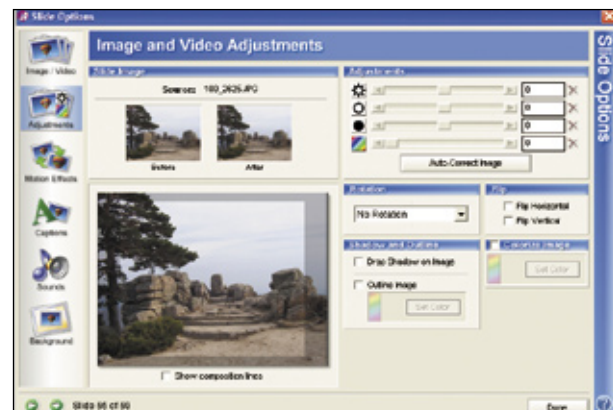 Slide Options
Image and Video Adjustments
Slide Options
Image / Video
Adjustments
Motion Effects
Captions
Sounds
Background
Slide Image
Source: 100_2625.JPG
Before
After
Show composition lines
Adjustments
0
0
0
0
Auto-Correct Image
Rotation
No Rotation
Flip
Flip Horizontal
Flip Vertical
Shadow and Outline
Drop Shadow on Image
Outline Image
Set Color
Colorize Image
Set Color
Slide 95 of 99
Done